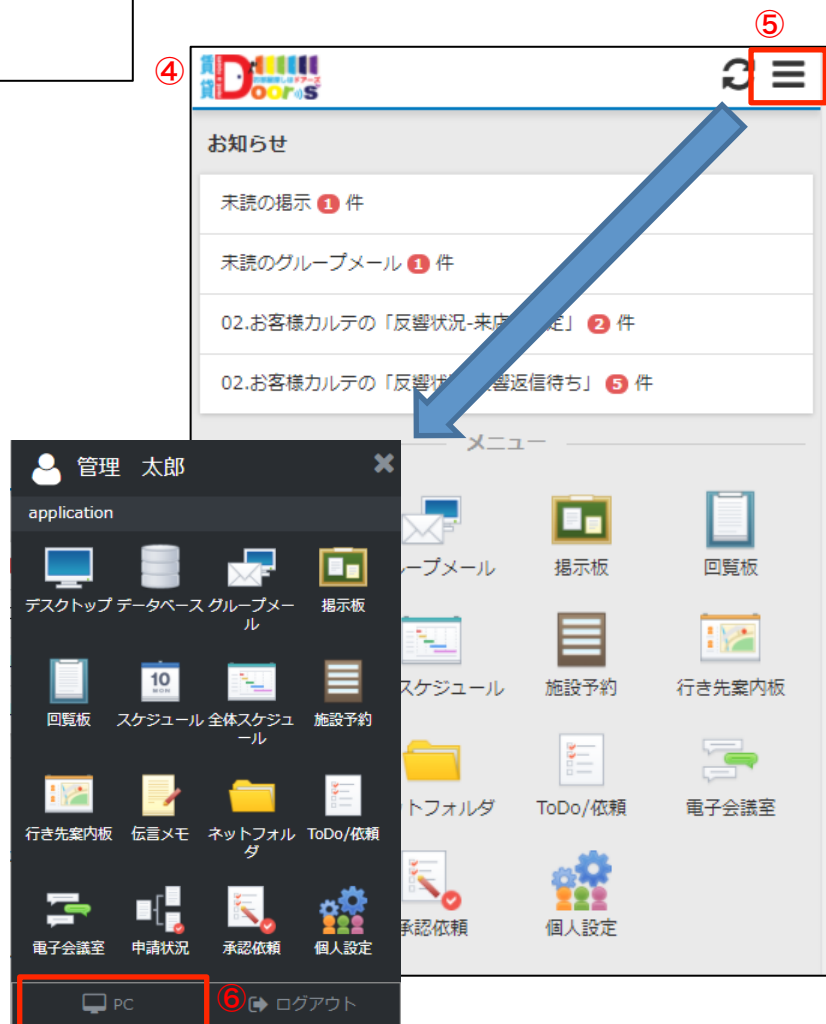 ⑤
④
賃貸
Door.s
お知らせ
未読の掲示 1 件
未読のグループメール 1 件
02.お客様カルテの「反響状況-来店 定」 2 件
02.お客様カルテの「反響状 響返信待ち」 5 件
メニュー
管理 太郎
application
デスクトップ データベース グループメー 掲示板
ル
回覧板 スケジュール 全体スケジュ 施設予約
ール
行き先案内板 伝言メモ ネットフォル ToDo/依頼
ダ
電子会議室 申請状況 承認依頼 個人設定
10
MON
PC ⑥ ログアウト
ープメール 掲示板 回覧板
スケジュール 施設予約 行き先案内板
トフォルダ ToDo/依頼 電子会議室
承認依頼 個人設定